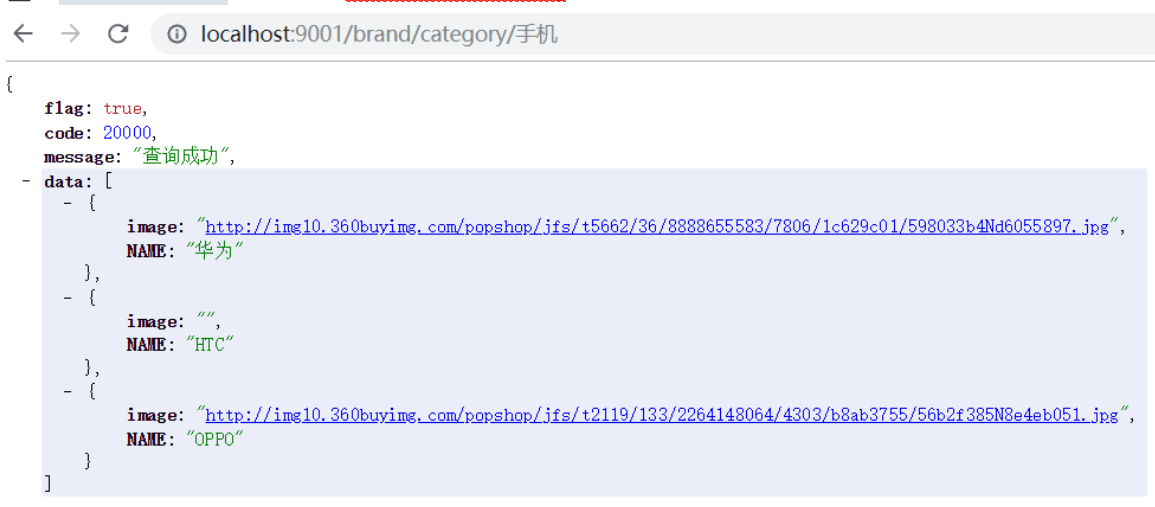 localhost:9001/brand/category/手机
{
flag: true,
code: 20000,
message: "查询成功",
- data: [
- {
image: "http://img10.360buyimg.com/popshop/jfs/t5662/36/8888655583/7806/1c629c01/598033b4Nd6055897.jpg",
NAME: "华为"
},
- {
image: "",
NAME: "HTC"
},
- {
image: "http://img10.360buyimg.com/popshop/jfs/t2119/133/2264148064/4303/b8ab3755/56b2f385N8e4eb051.jpg",
NAME: "OPPO"
}
]